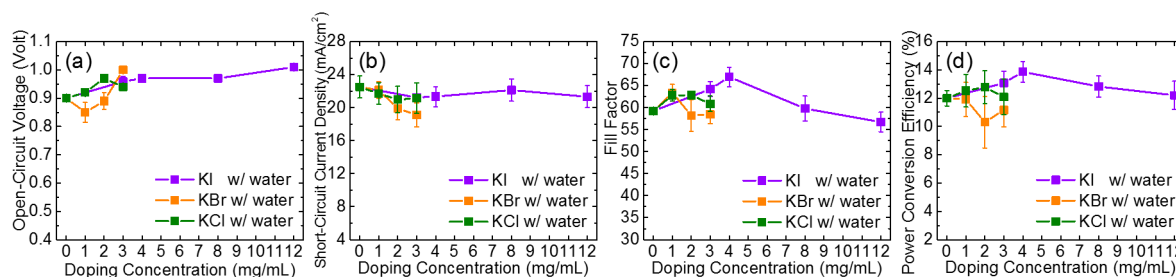 (a)
Open-Circuit Voltage (Volt)
1.1
1.0
0.9
0.8
0.7
0.6
0.5
0.4
KI w/ water
KBr w/ water
KCl w/ water
0 1 2 3 4 5 6 7 8 9 10 11 12
Doping Concentration (mg/mL)
(b)
Short-Circuit Current Density (mA/cm²)
28
24
20
16
12
8
4
KI w/ water
KBr w/ water
KCl w/ water
0 1 2 3 4 5 6 7 8 9 10 11 12
Doping Concentration (mg/mL)
(c)
Fill Factor
75
70
65
60
55
50
45
40
35
30
KI w/ water
KBr w/ water
KCl w/ water
0 1 2 3 4 5 6 7 8 9 10 11 12
Doping Concentration (mg/mL)
(d)
Power Conversion Efficiency (%)
16
14
12
10
8
6
4
2
KI w/ water
KBr w/ water
KCl w/ water
0 1 2 3 4 5 6 7 8 9 10 11 12
Doping Concentration (mg/mL)